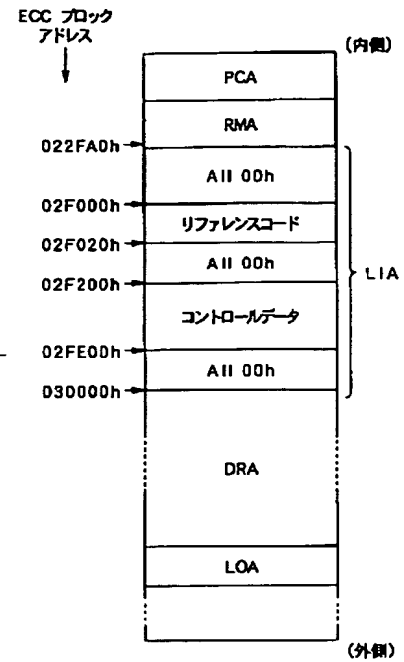 ECC ブロック
アドレス
(内側)
PCA
RMA
022FA0h
All 00h
02F000h
リファレンスコード
02F020h
All 00h
02F200h
LIA
コントロールデータ
02FE00h
All 00h
030000h
DRA
LOA
(外側)